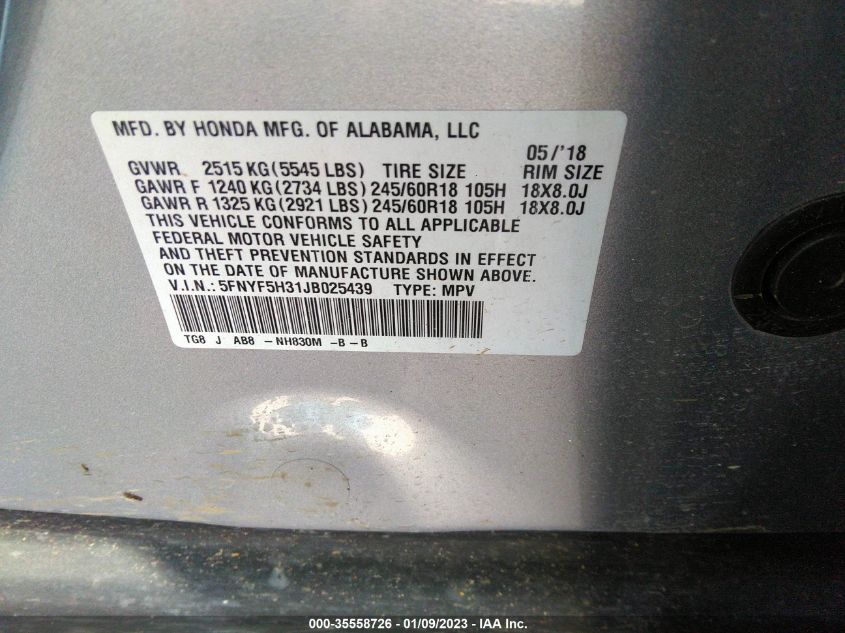 MFD. BY HONDA MFG. OF ALABAMA, LLC
05/'18
GVWR 2515 KG(5545 LBS) TIRE SIZE RIM SIZE
GAWR F 1240 KG(2734 LBS)245/60R18 105H 18X8.0J
GAWR R 1325 KG(2921 LBS)245/60R18 105H 18X8.0J
THIS VEHICLE CONFORMS TO ALL APPLICABLE
FEDERAL MOTOR VEHICLE SAFETY
AND THEFT PREVENTION STANDARDS IN EFFECT
ON THE DATE OF MANUFACTURE SHOWN ABOVE.
V.I.N.: 5FNYF5H31JB025439 TYPE: MPV
TG8 J AB8 -NH830M -B-B
000-35558726 - 01/09/2023 - IAA Inc.